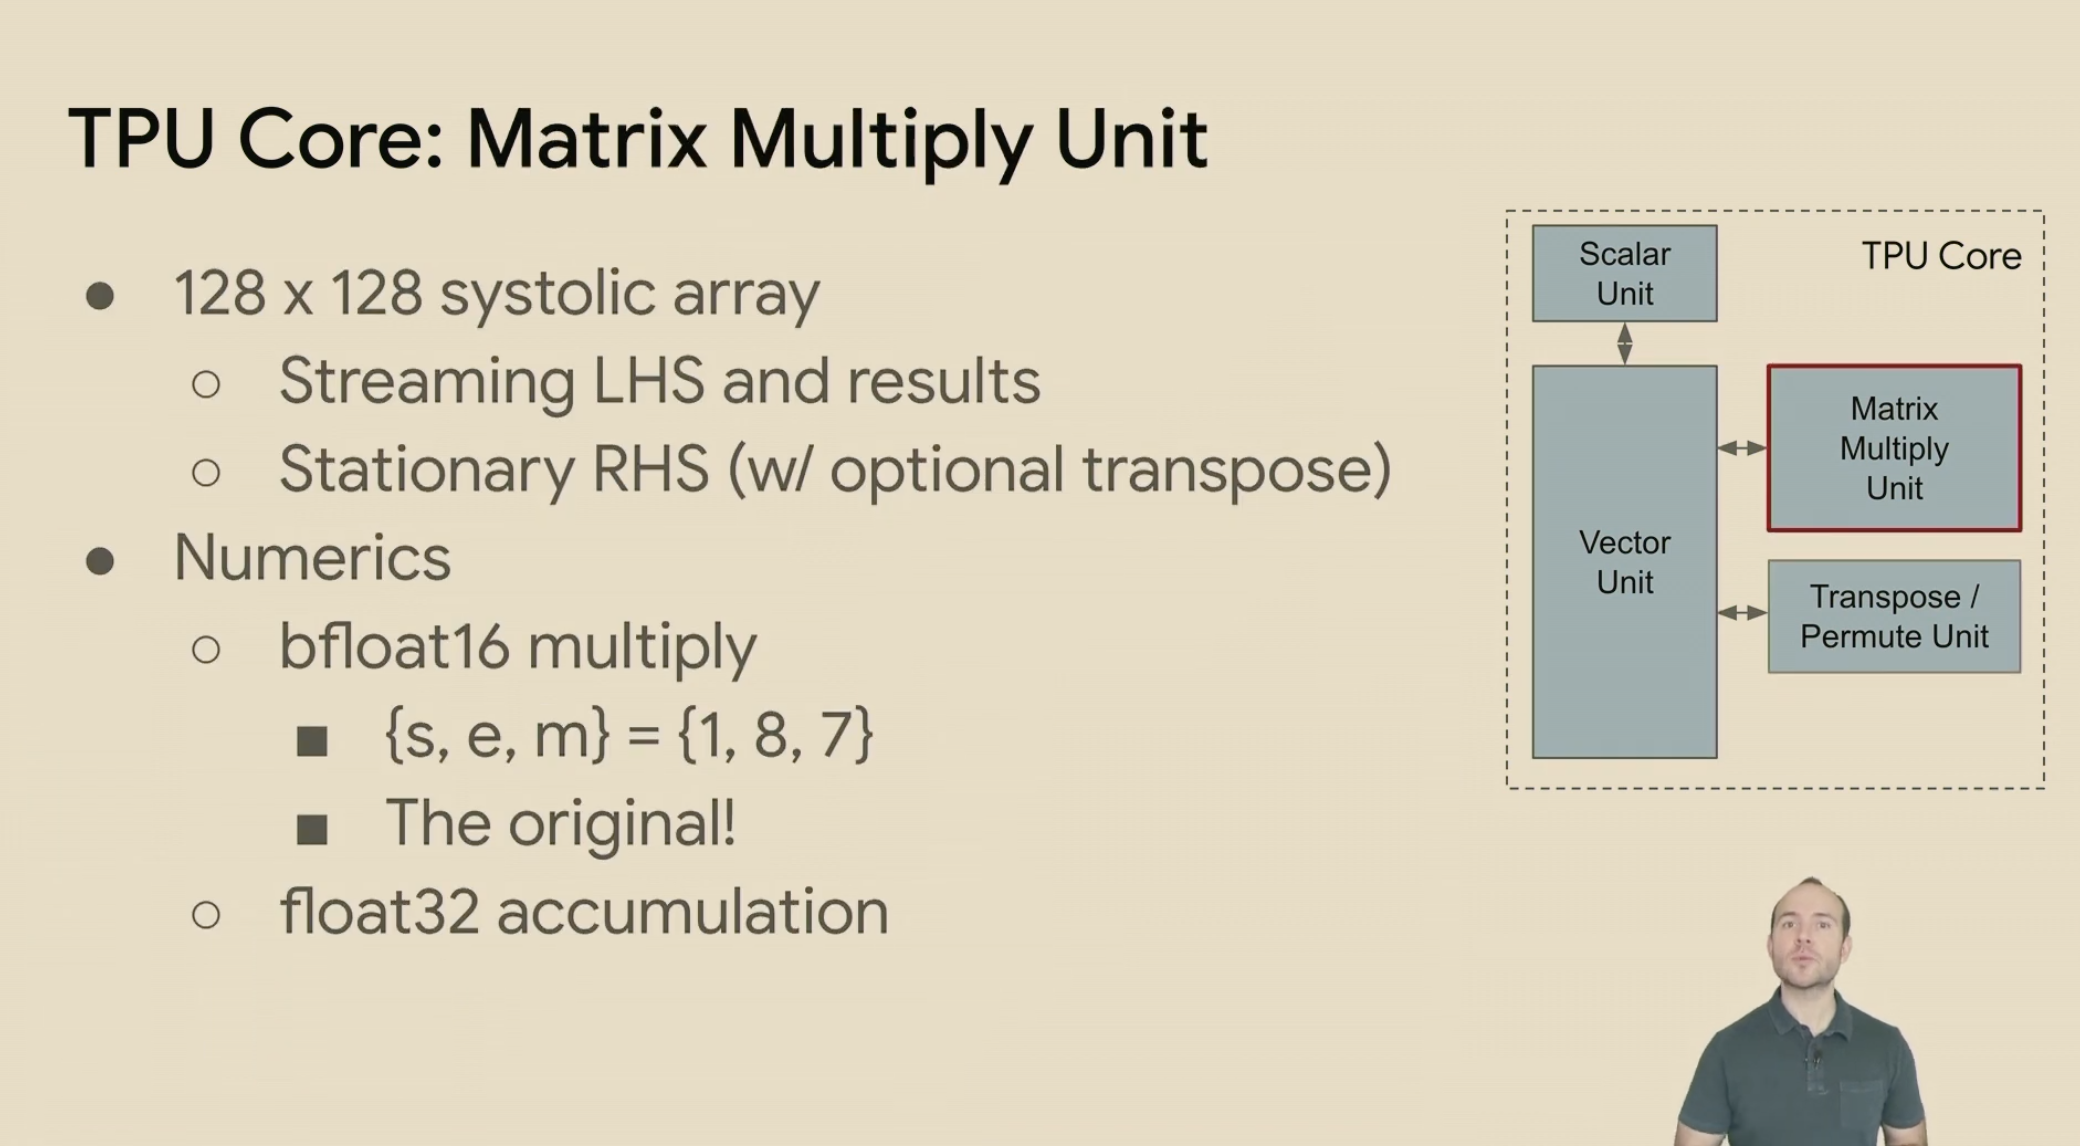 TPU Core: Matrix Multiply Unit
128 x 128 systolic array
Streaming LHS and results
Stationary RHS (w/ optional transpose)
Numerics
bfloat16 multiply
{s, e, m} = {1, 8, 7}
The original!
float32 accumulation
TPU Core
Scalar
Unit
Vector
Unit
Matrix
Multiply
Unit
Transpose /
Permute Unit